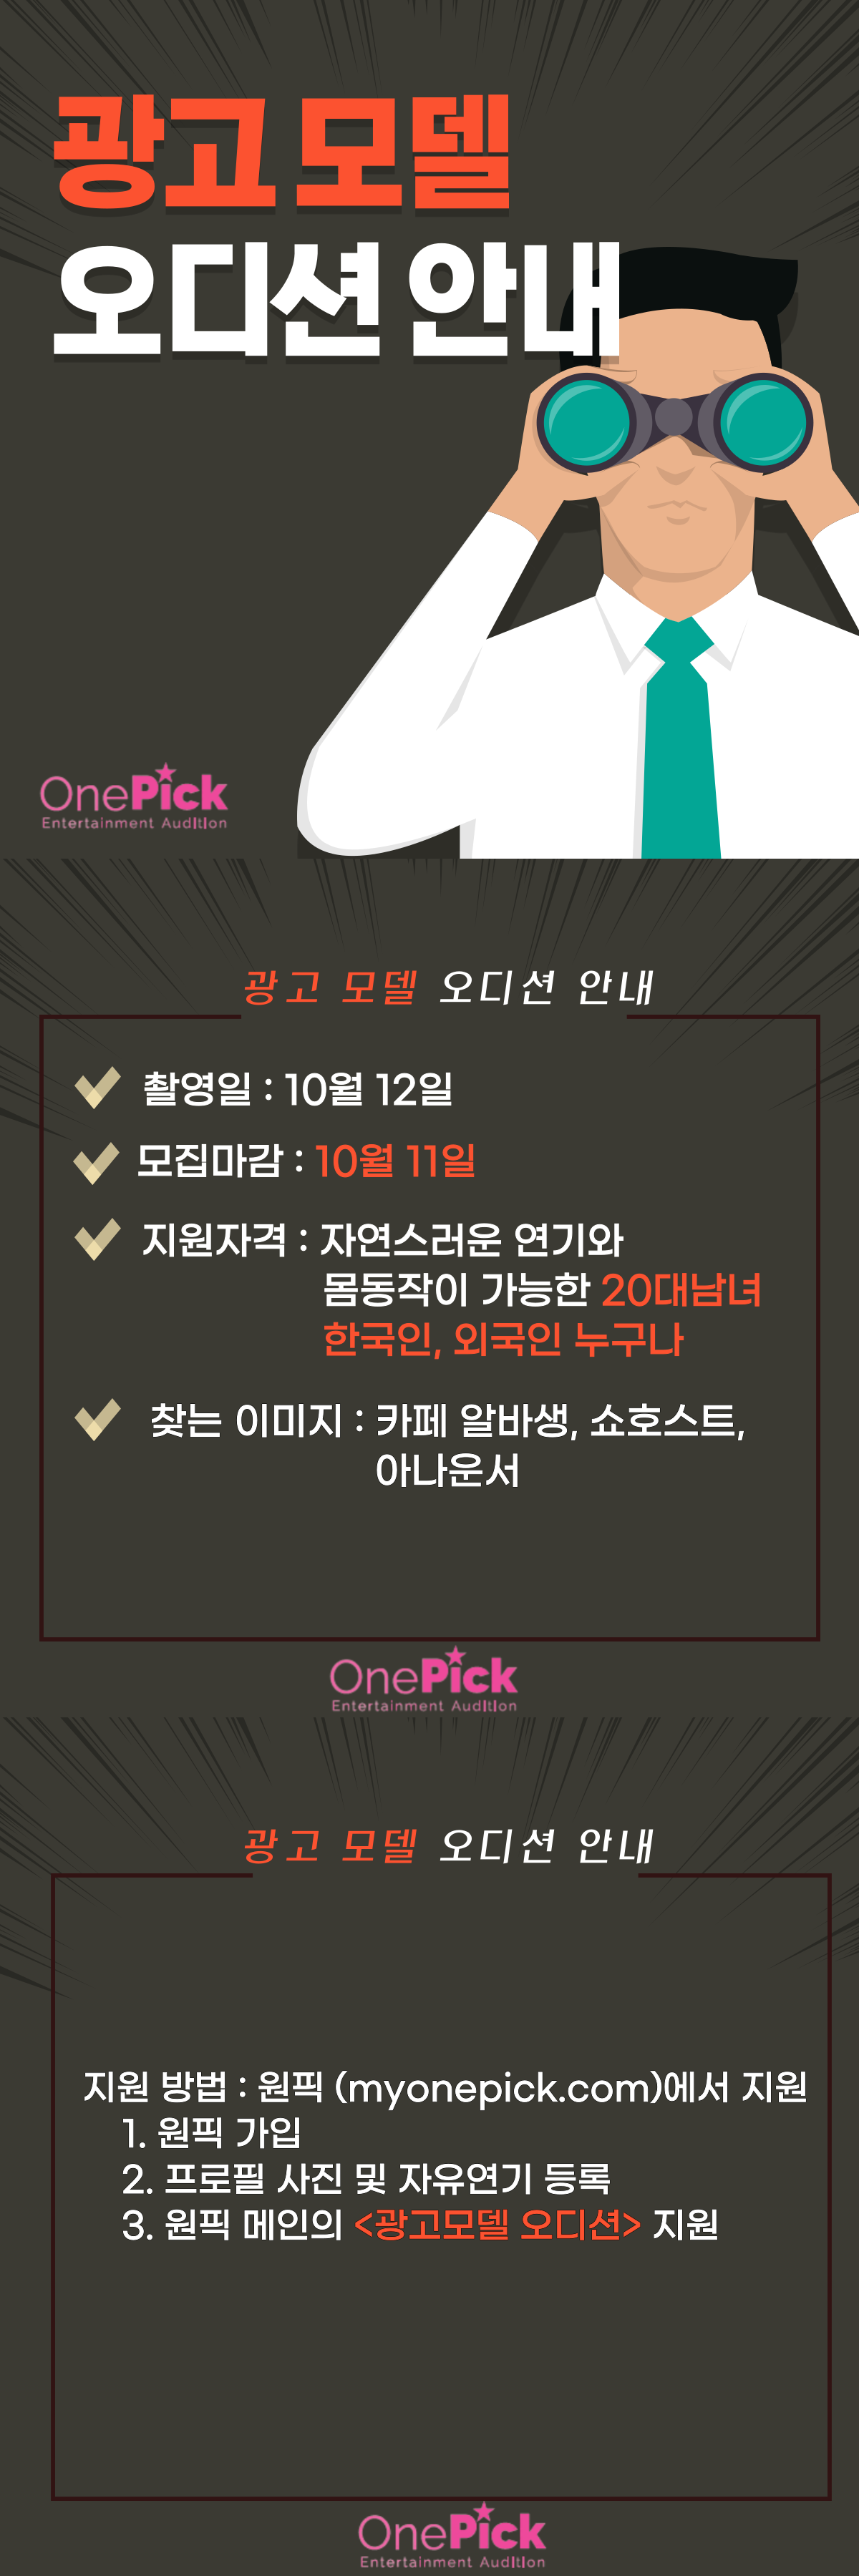 광고 모델
오디션 안내
OnePick
Entertainment Audition
광고 모델 오디션 안내
촬영일 : 10월 12일
모집마감 : 10월 11일
지원자격 : 자연스러운 연기와
몸동작이 가능한 20대남녀
한국인, 외국인 누구나
찾는 이미지 : 카페 알바생, 쇼호스트,
아나운서
OnePick
Entertainment Audition
광고 모델 오디션 안내
지원 방법 : 원픽 (myonepick.com)에서 지원
1. 원픽 가입
2. 프로필 사진 및 자유연기 등록
3. 원픽 메인의 <광고모델 오디션> 지원
OnePick
Entertainment Audition